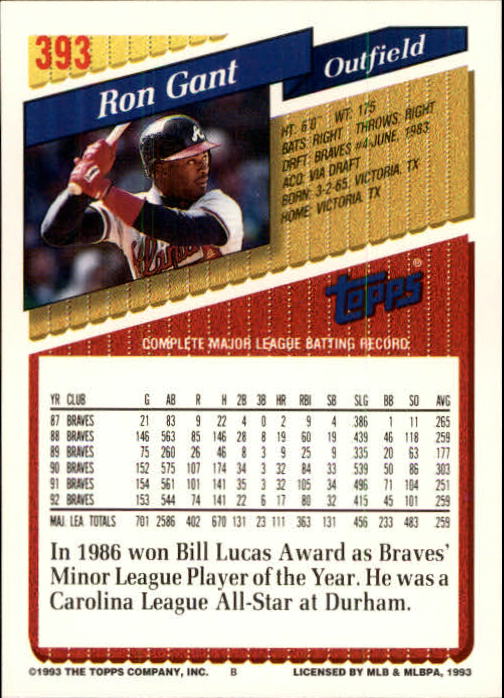 393
Ron Gant
Outfield
HT: 6'0" WT: 175
BATS: RIGHT THROWS: RIGHT
DRFT: BRAVES #4-JUNE, 1983
ACQ: VIA DRAFT
BORN: 3-2-65, VICTORIA, TX
HOME: VICTORIA, TX
Topps®
COMPLETE MAJOR LEAGUE BATTING RECORD
YR CLUB G AB R H 2B 3B HR RBI SB SLG BB SO AVG
87 BRAVES 21 83 9 22 4 0 2 9 4 .386 1 11 .265
88 BRAVES 146 563 85 146 28 8 19 60 19 .439 46 118 .259
89 BRAVES 75 260 26 46 8 3 9 25 9 .335 20 63 .177
90 BRAVES 152 575 107 174 34 3 32 84 33 .539 50 86 .303
91 BRAVES 154 561 101 141 35 3 32 105 34 .496 71 104 .251
92 BRAVES 153 544 74 141 22 6 17 80 32 .415 45 101 .259
MAJ. LEA. TOTALS 701 2586 402 670 131 23 111 363 131 .456 233 483 .259
In 1986 won Bill Lucas Award as Braves'
Minor League Player of the Year. He was a
Carolina League All-Star at Durham.
©1993 THE TOPPS COMPANY, INC. B LICENSED BY MLB & MLBPA, 1993